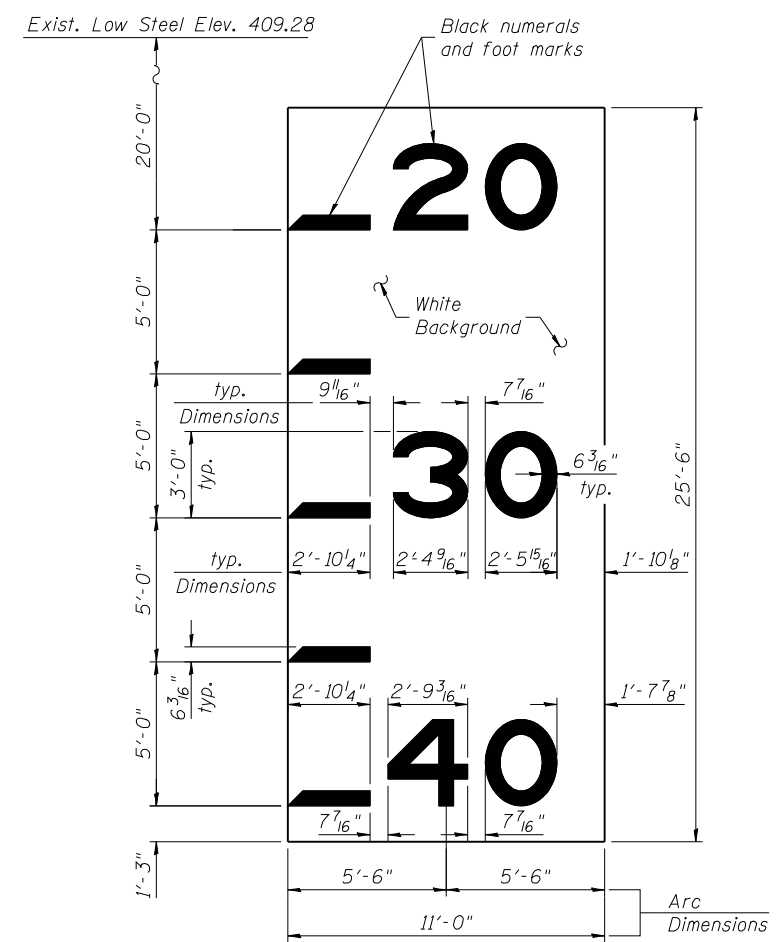 Exist. Low Steel Elev. 409.28
Black numerals
and foot marks
20'-0"
20
5'-0"
White
Background
typ.
Dimensions
9 11/16"
7 7/16"
5'-0"
3'-0"
typ.
30
6 3/16"
typ.
25'-6"
typ.
Dimensions
2'-10 1/4"
2'-4 9/16"
2'-5 15/16"
1'-10 1/8"
5'-0"
6 3/16"
typ.
2'-10 1/4"
2'-9 3/16"
1'-7 7/8"
5'-0"
40
7 7/16"
7 7/16"
1'-3"
5'-6"
5'-6"
11'-0"
Arc
Dimensions